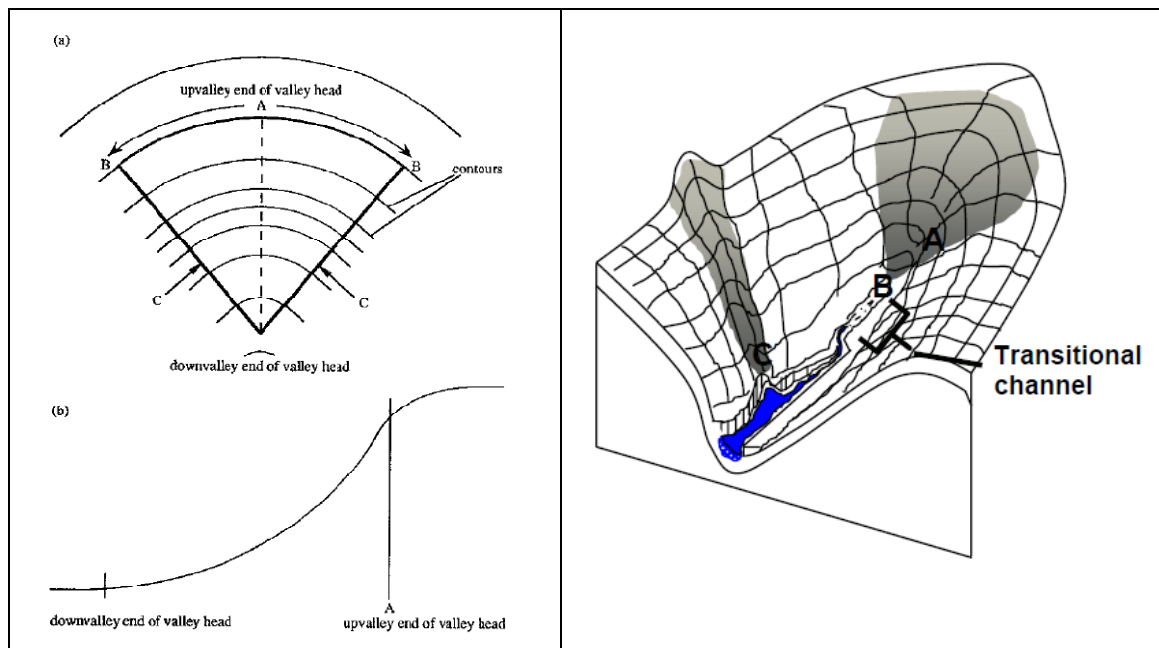 (a)
upvalley end of valley head
A
B
B
contours
C
C
downvalley end of valley head
(b)
downvalley end of valley head
A
upvalley end of valley head
A
B
C
Transitional
channel